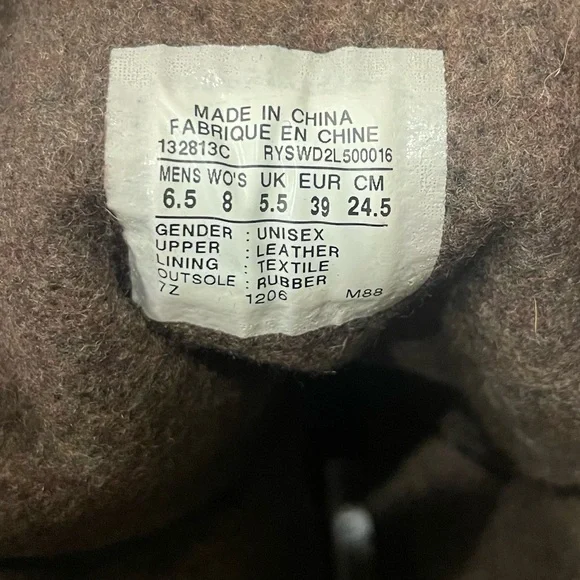 MADE IN CHINA
FABRIQUE EN CHINE
132813C RYSWD2L500016
MENS WO'S UK EUR CM
6.5 8 5.5 39 24.5
GENDER : UNISEX
UPPER : LEATHER
LINING : TEXTILE
OUTSOLE : RUBBER
7Z 1206 M88